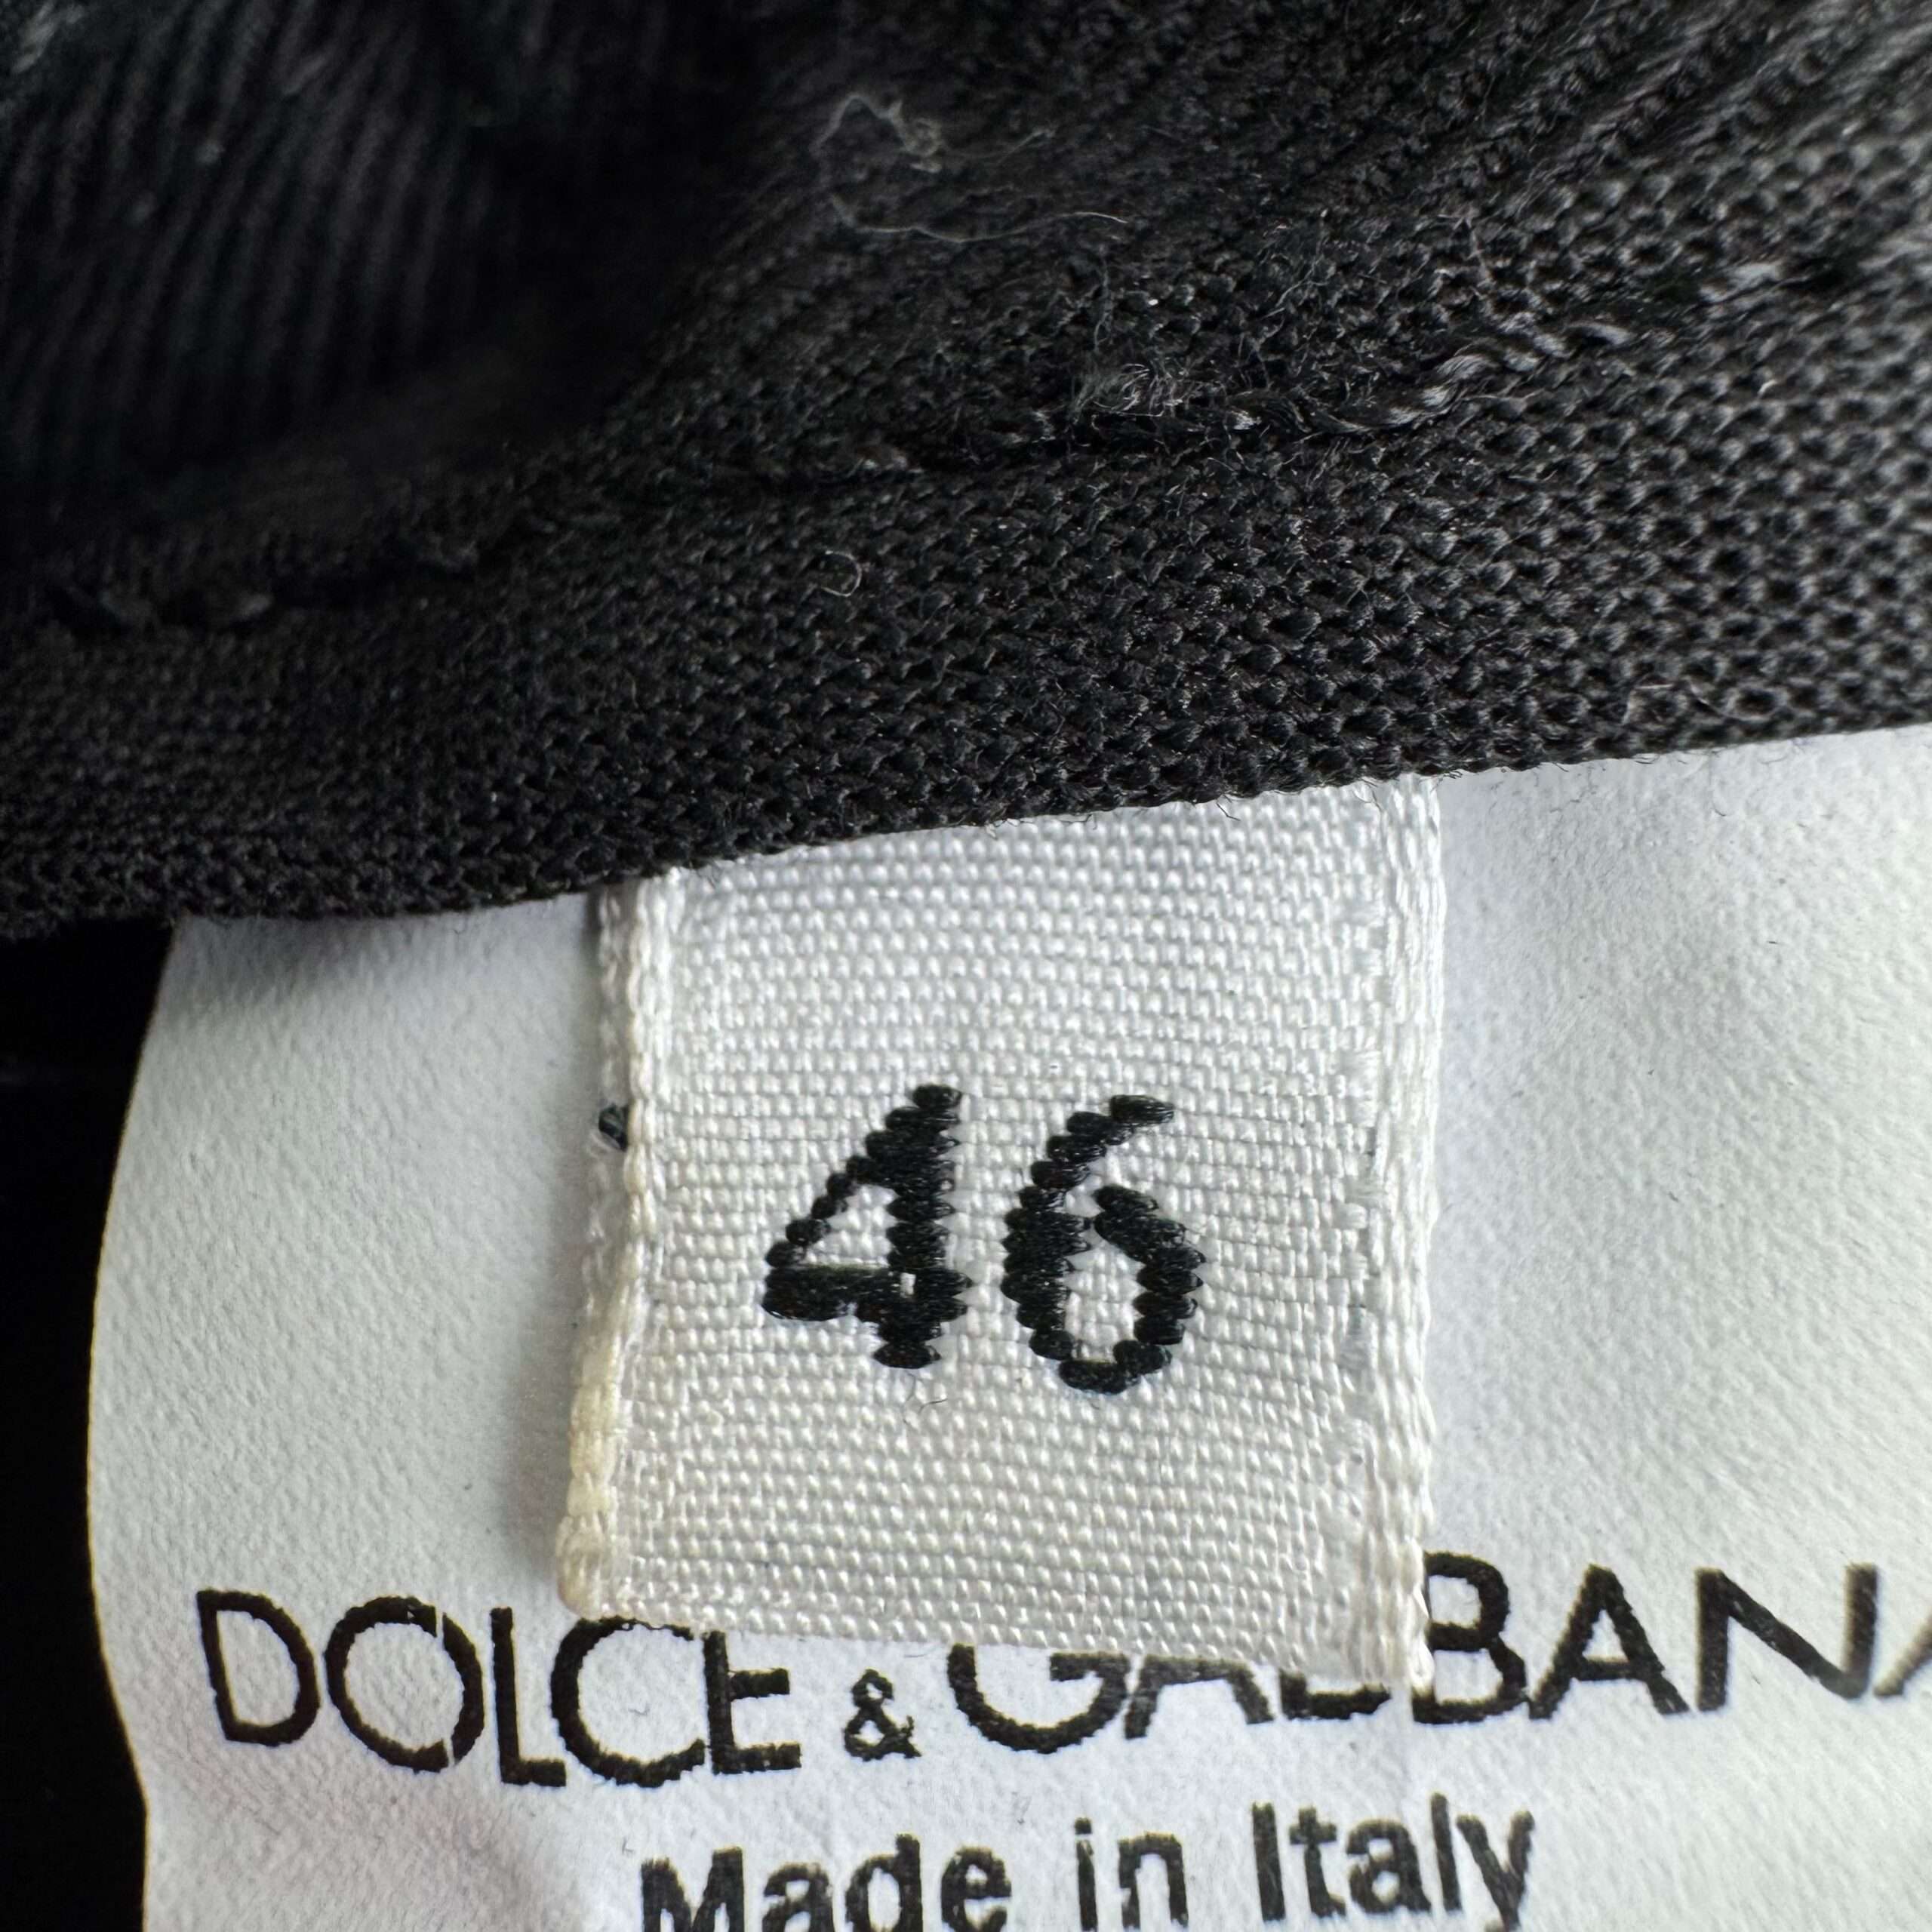 46
DOLCE & GABBANA
Made in Italy